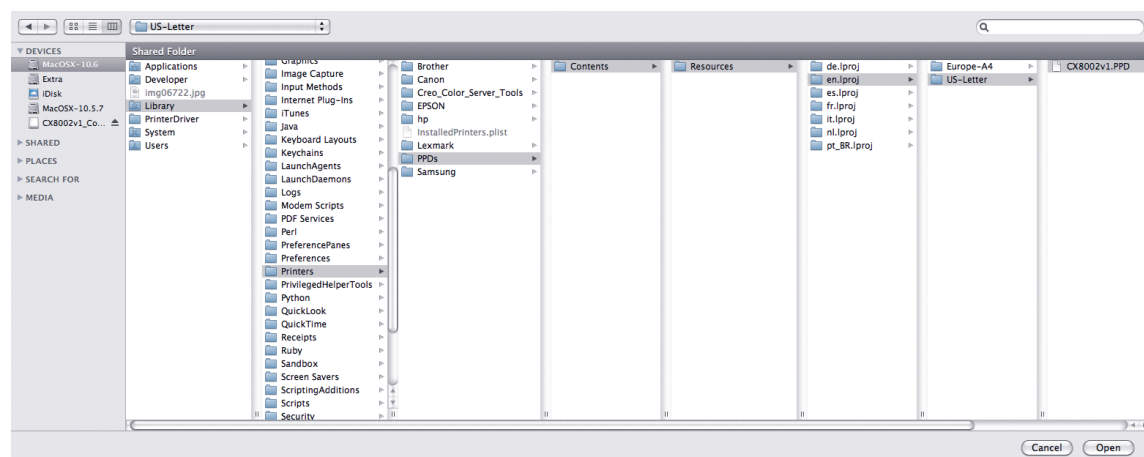 US-Letter
DEVICES
MacOSX-10.6
Extra
iDisk
MacOSX-10.5.7
CX8002v1_Co...
SHARED
PLACES
SEARCH FOR
MEDIA
Shared Folder
Applications
Developer
img06722.jpg
Library
PrinterDriver
System
Users
Graphics
Image Capture
Input Methods
Internet Plug-Ins
iTunes
Java
Keyboard Layouts
Keychains
LaunchAgents
LaunchDaemons
Logs
Modem Scripts
PDF Services
Perl
PreferencePanes
Preferences
Printers
PrivilegedHelperTools
Python
QuickLook
QuickTime
Receipts
Ruby
Sandbox
Screen Savers
ScriptingAdditions
Scripts
Security
Brother
Canon
Creo_Color_Server_Tools
EPSON
hp
InstalledPrinters.plist
Lexmark
PPDs
Samsung
Contents
Resources
de.lproj
en.lproj
es.lproj
fr.lproj
it.lproj
nl.lproj
pt_BR.lproj
Europe-A4
US-Letter
CX8002v1.PPD
Cancel
Open